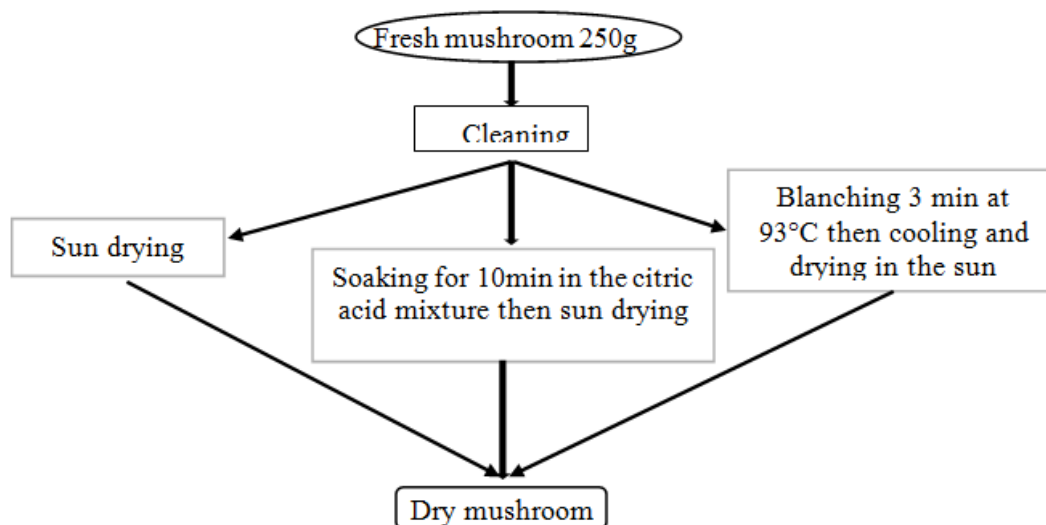 Fresh mushroom 250g
Cleaning
Sun drying
Soaking for 10min in the citric
acid mixture then sun drying
Blanching 3 min at
93°C then cooling and
drying in the sun
Dry mushroom